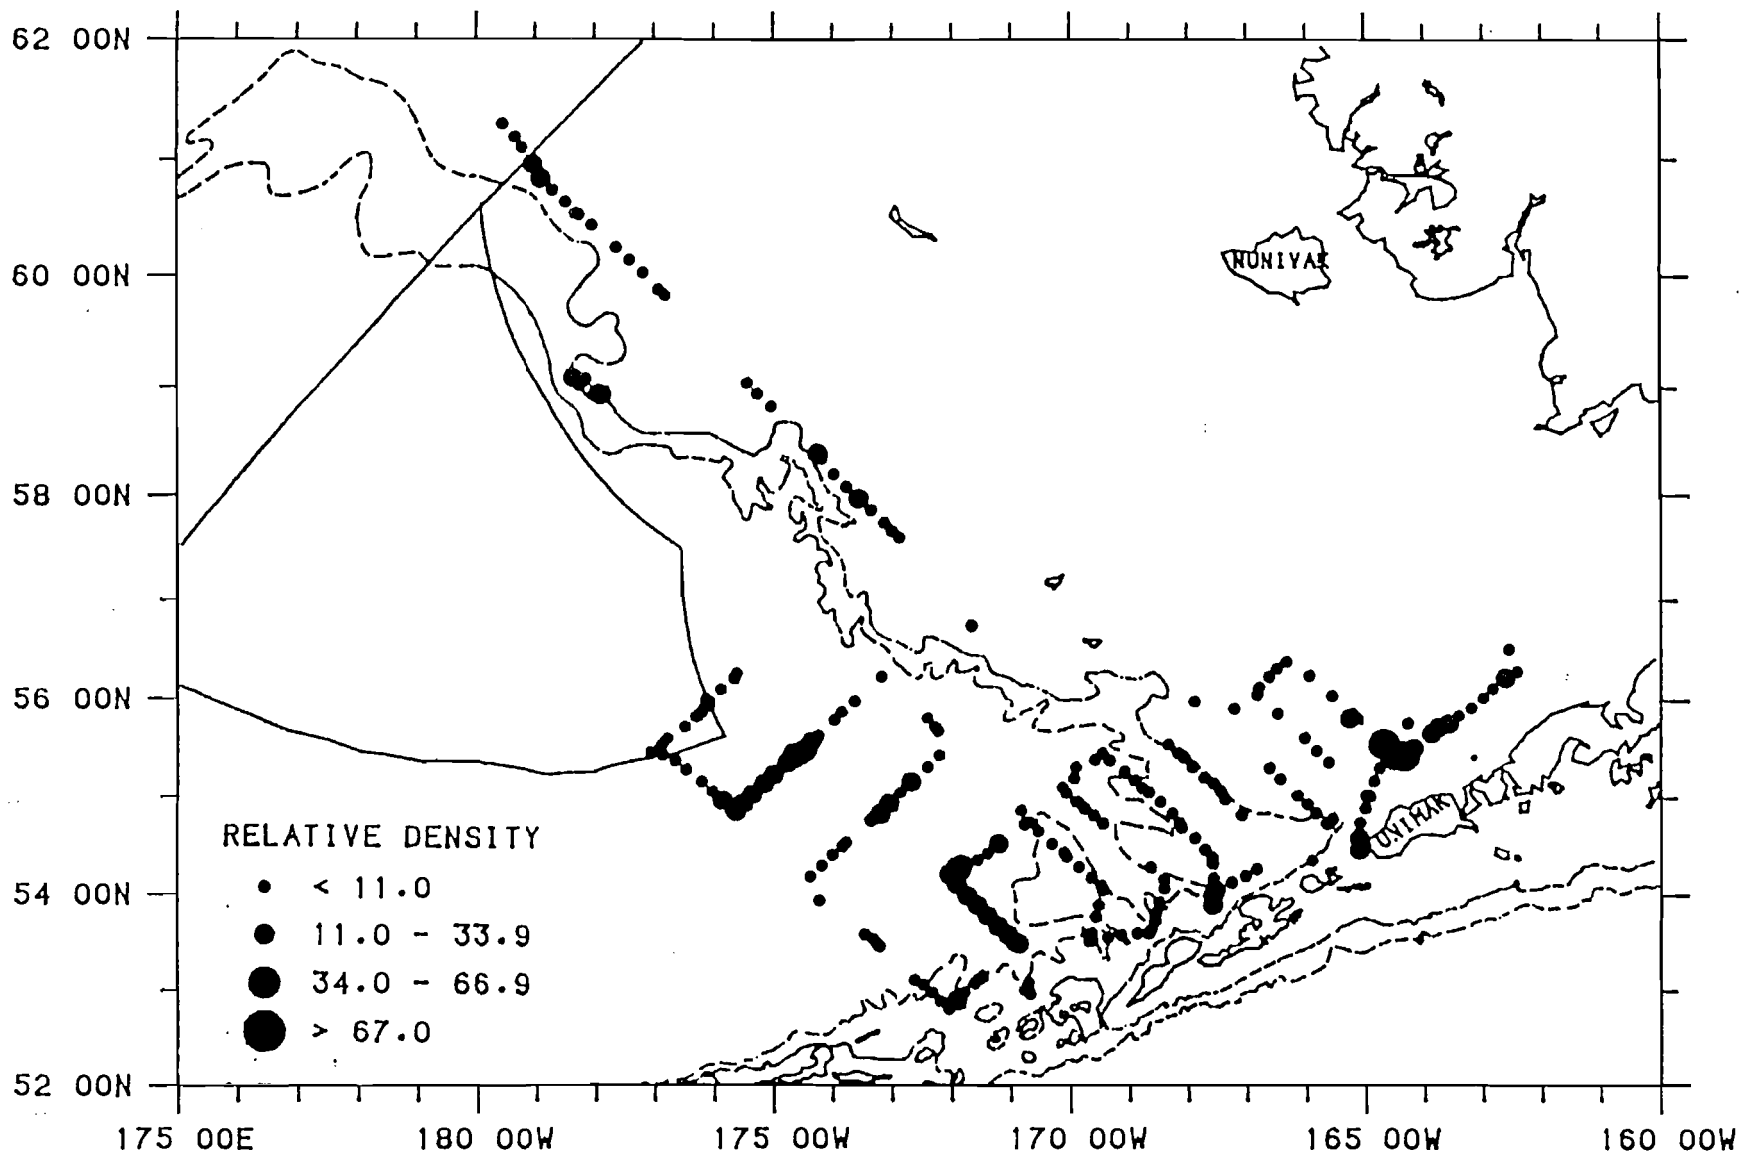 62 00N
60 00N
58 00N
56 00N
54 00N
52 00N
NUNIVAK
UNIMAK
RELATIVE DENSITY
< 11.0
11.0 - 33.9
34.0 - 66.9
> 67.0
175 00E 180 00W 175 00W 170 00W 165 00W 160 00W